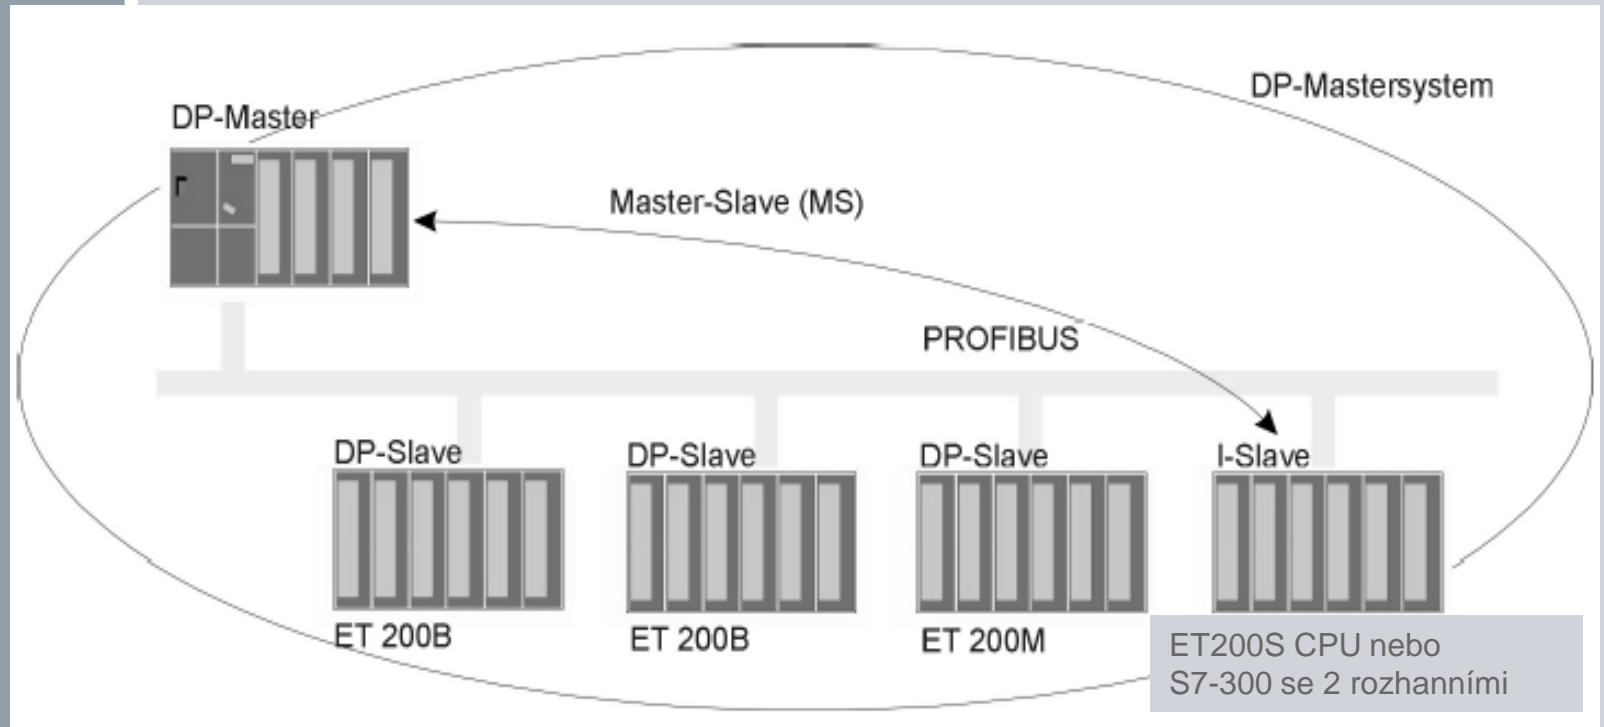 DP-Mastersystem
DP-Master
Master-Slave (MS)
PROFIBUS
DP-Slave
DP-Slave
DP-Slave
I-Slave
ET 200B
ET 200B
ET 200M
ET200S CPU nebo
S7-300 se 2 rozhanními